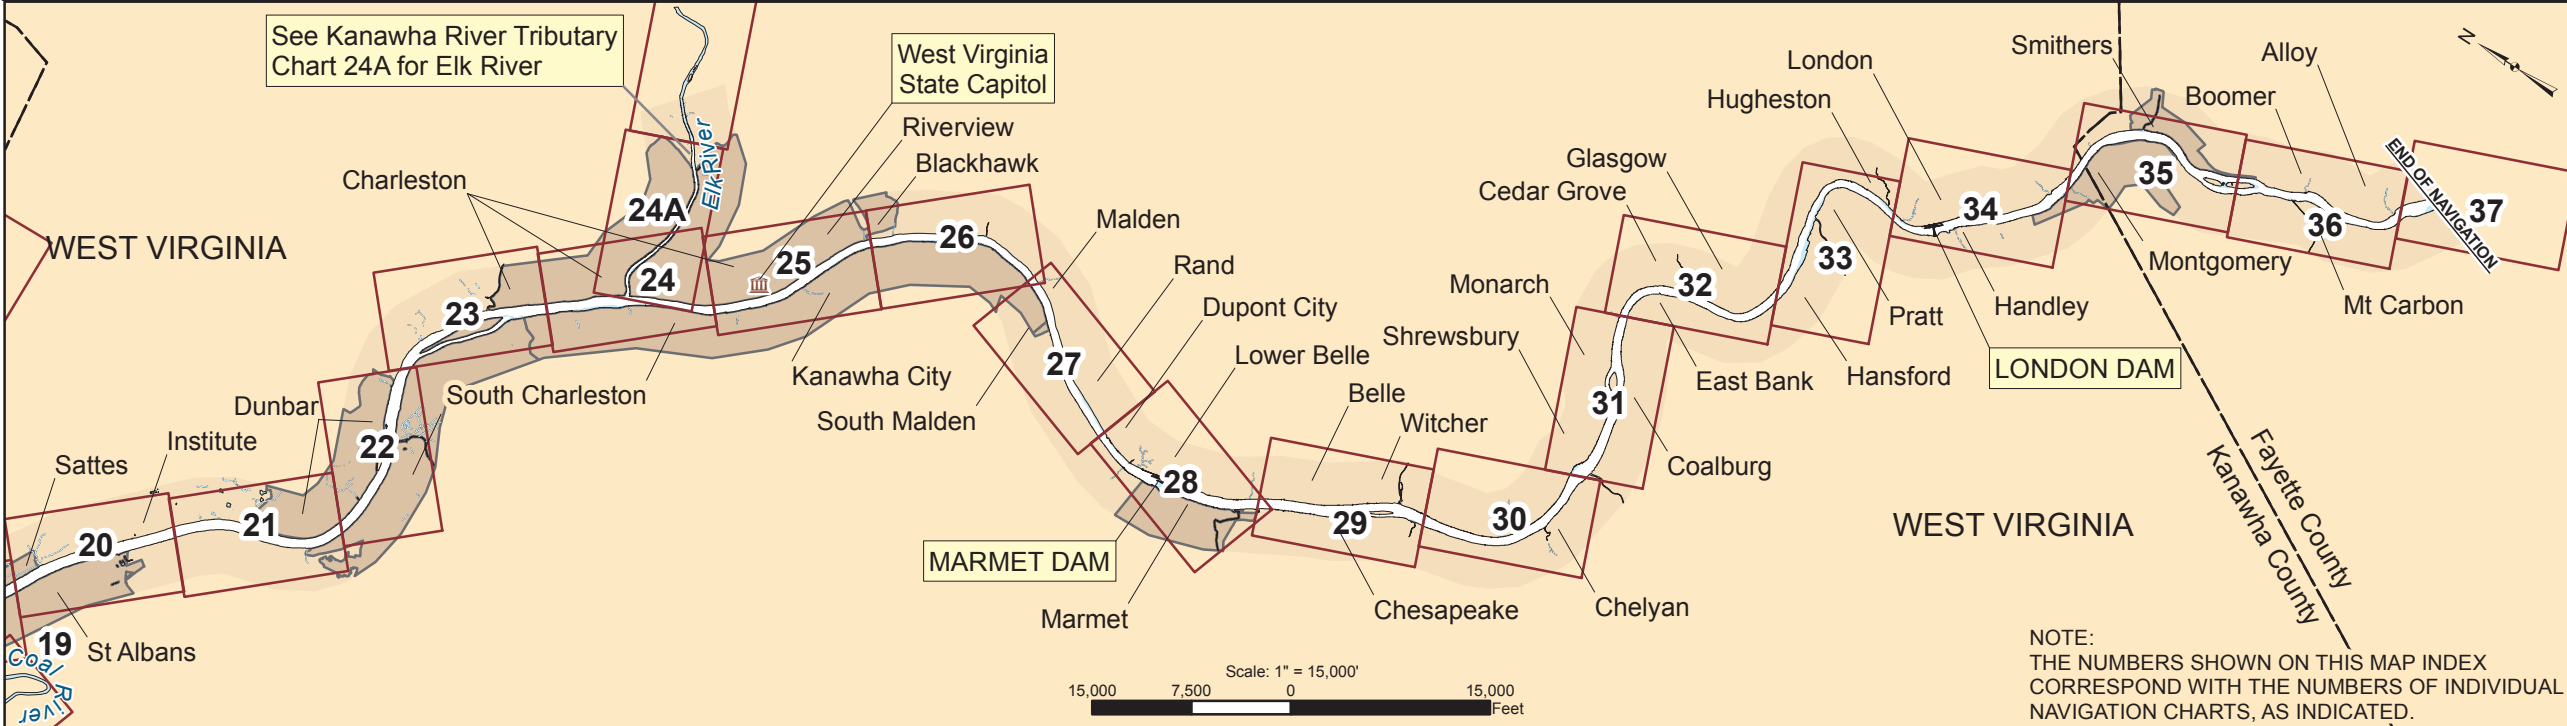 See Kanawha River Tributary
Chart 24A for Elk River
West Virginia
State Capitol
Riverview
Blackhawk
Charleston
Elk River
WEST VIRGINIA
24A
24
25
26
23
22
21
20
19
Malden
Rand
Dupont City
Lower Belle
Belle
Witcher
27
28
29
30
31
32
33
34
35
36
37
South Charleston
Kanawha City
South Malden
Dunbar
Institute
Sattes
St Albans
Coal River
MARMET DAM
Marmet
Chesapeake
Chelyan
Coalburg
Shrewsbury
Monarch
Cedar Grove
Glasgow
Hugheston
London
Smithers
Boomer
Alloy
N
END OF NAVIGATION
East Bank
Hansford
Pratt
Handley
LONDON DAM
Montgomery
Mt Carbon
WEST VIRGINIA
Fayette County
Kanawha County
Scale: 1" = 15,000'
15,000 7,500 0 15,000
Feet
NOTE:
THE NUMBERS SHOWN ON THIS MAP INDEX
CORRESPOND WITH THE NUMBERS OF INDIVIDUAL
NAVIGATION CHARTS, AS INDICATED.